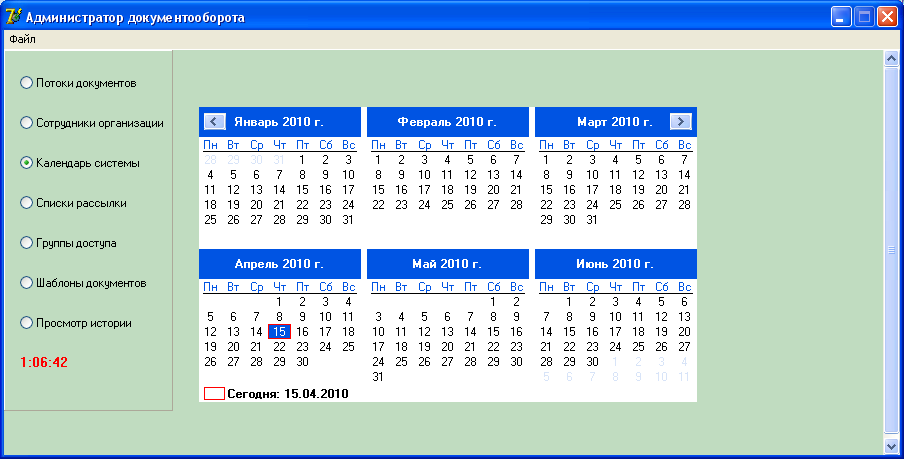 Администратор документооборота
Файл
Потоки документов
Сотрудники организации
Календарь системы
Списки рассылки
Группы доступа
Шаблоны документов
Просмотр истории
1:06:42
Январь 2010 г.
Пн Вт Ср Чт Пт Сб Вс
28 29 30 31 1 2 3
4 5 6 7 8 9 10
11 12 13 14 15 16 17
18 19 20 21 22 23 24
25 26 27 28 29 30 31
Февраль 2010 г.
Пн Вт Ср Чт Пт Сб Вс
1 2 3 4 5 6 7
8 9 10 11 12 13 14
15 16 17 18 19 20 21
22 23 24 25 26 27 28
Март 2010 г.
Пн Вт Ср Чт Пт Сб Вс
1 2 3 4 5 6 7
8 9 10 11 12 13 14
15 16 17 18 19 20 21
22 23 24 25 26 27 28
29 30 31
Апрель 2010 г.
Пн Вт Ср Чт Пт Сб Вс
1 2 3 4
5 6 7 8 9 10 11
12 13 14 15 16 17 18
19 20 21 22 23 24 25
26 27 28 29 30
Май 2010 г.
Пн Вт Ср Чт Пт Сб Вс
1 2
3 4 5 6 7 8 9
10 11 12 13 14 15 16
17 18 19 20 21 22 23
24 25 26 27 28 29 30
31
Июнь 2010 г.
Пн Вт Ср Чт Пт Сб Вс
1 2 3 4 5 6
7 8 9 10 11 12 13
14 15 16 17 18 19 20
21 22 23 24 25 26 27
28 29 30 1 2 3 4
5 6 7 8 9 10 11
Сегодня: 15.04.2010